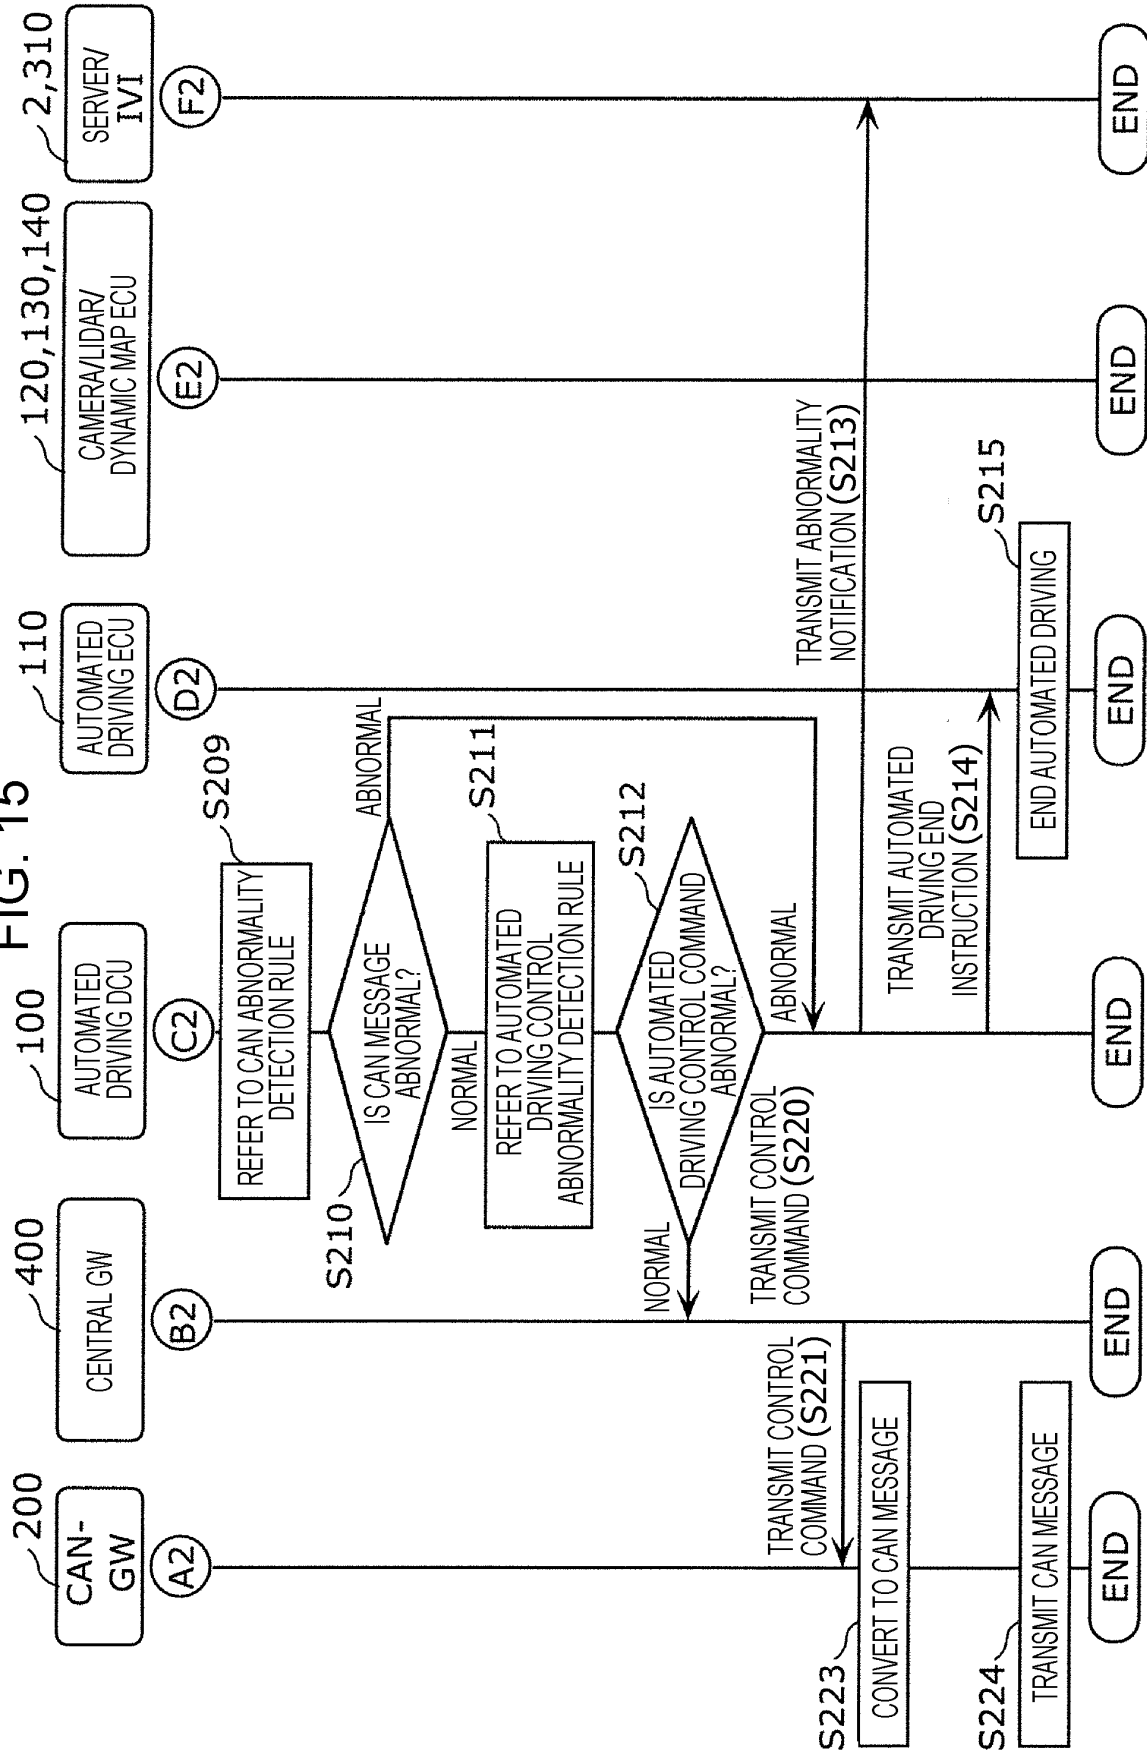 FIG. 15
200
CAN-
GW
A2
400
CENTRAL GW
B2
100
AUTOMATED
DRIVING DCU
C2
110
AUTOMATED
DRIVING ECU
D2
120,130,140
CAMERA/LIDAR/
DYNAMIC MAP ECU
E2
2,310
SERVER/
IVI
F2
S209
REFER TO CAN ABNORMALITY
DETECTION RULE
S210
IS CAN MESSAGE
ABNORMAL?
ABNORMAL
NORMAL
S211
REFER TO AUTOMATED
DRIVING CONTROL
ABNORMALITY DETECTION RULE
S212
IS AUTOMATED
DRIVING CONTROL COMMAND
ABNORMAL?
NORMAL
ABNORMAL
TRANSMIT CONTROL
COMMAND (S220)
TRANSMIT CONTROL
COMMAND (S221)
TRANSMIT ABNORMALITY
NOTIFICATION (S213)
S223
CONVERT TO CAN MESSAGE
TRANSMIT AUTOMATED
DRIVING END
INSTRUCTION (S214)
S224
TRANSMIT CAN MESSAGE
S215
END AUTOMATED DRIVING
END
END
END
END
END
END